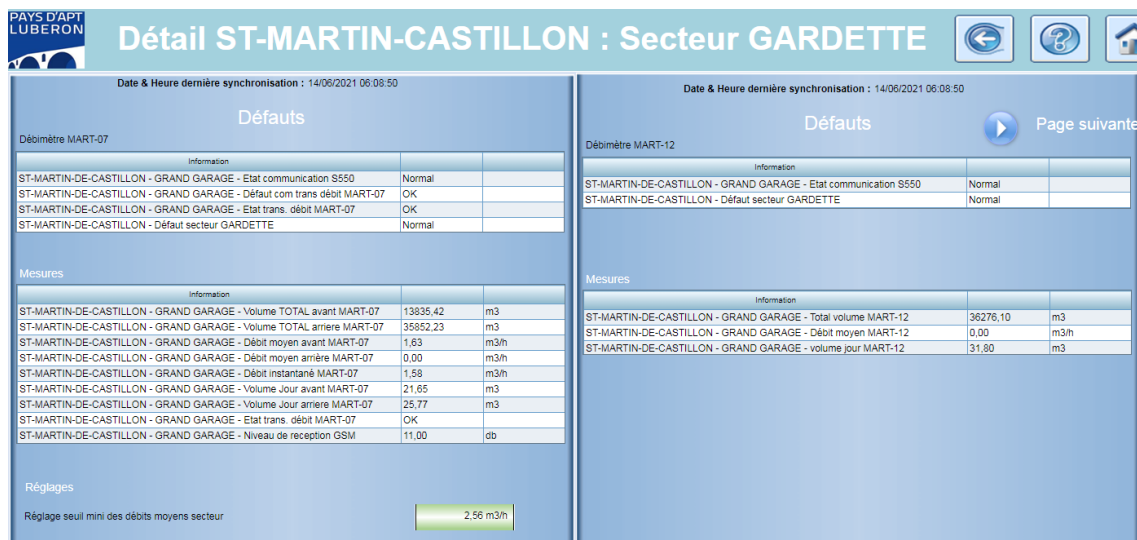 PAYS D'APT
LUBERON
Détail ST-MARTIN-CASTILLON : Secteur GARDETTE
Date & Heure dernière synchronisation : 14/06/2021 06:08:50
Défauts
Débimètre MART-07
Information
ST-MARTIN-DE-CASTILLON - GRAND GARAGE - Etat communication S550 Normal
ST-MARTIN-DE-CASTILLON - GRAND GARAGE - Défaut com trans débit MART-07 OK
ST-MARTIN-DE-CASTILLON - GRAND GARAGE - Etat trans. débit MART-07 OK
ST-MARTIN-DE-CASTILLON - Défaut secteur GARDETTE Normal
Mesures
Information
ST-MARTIN-DE-CASTILLON - GRAND GARAGE - Volume TOTAL avant MART-07 13835,42 m3
ST-MARTIN-DE-CASTILLON - GRAND GARAGE - Volume TOTAL arriere MART-07 35852,23 m3
ST-MARTIN-DE-CASTILLON - GRAND GARAGE - Débit moyen avant MART-07 1,63 m3/h
ST-MARTIN-DE-CASTILLON - GRAND GARAGE - Débit moyen arrière MART-07 0,00 m3/h
ST-MARTIN-DE-CASTILLON - GRAND GARAGE - Débit instantané MART-07 1,58 m3/h
ST-MARTIN-DE-CASTILLON - GRAND GARAGE - Volume Jour avant MART-07 21,65 m3
ST-MARTIN-DE-CASTILLON - GRAND GARAGE - Volume Jour arriere MART-07 25,77 m3
ST-MARTIN-DE-CASTILLON - GRAND GARAGE - Etat trans. débit MART-07 OK
ST-MARTIN-DE-CASTILLON - GRAND GARAGE - Niveau de reception GSM 11,00 db
Réglages
Réglage seuil mini des débits moyens secteur 2,56 m3/h
Date & Heure dernière synchronisation : 14/06/2021 06:08:50
Défauts
Page suivante
Débimètre MART-12
Information
ST-MARTIN-DE-CASTILLON - GRAND GARAGE - Etat communication S550 Normal
ST-MARTIN-DE-CASTILLON - Défaut secteur GARDETTE Normal
Mesures
Information
ST-MARTIN-DE-CASTILLON - GRAND GARAGE - Total volume MART-12 36276,10 m3
ST-MARTIN-DE-CASTILLON - GRAND GARAGE - Débit moyen MART-12 0,00 m3/h
ST-MARTIN-DE-CASTILLON - GRAND GARAGE - volume jour MART-12 31,80 m3